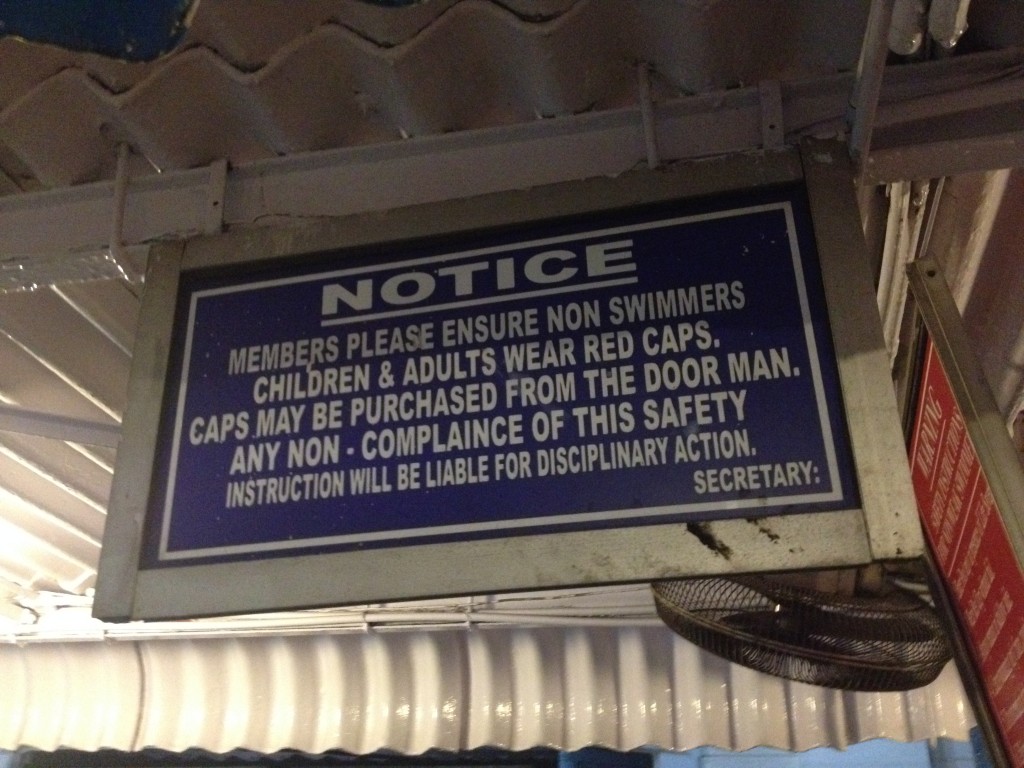 NOTICE
MEMBERS PLEASE ENSURE NON SWIMMERS
CHILDREN & ADULTS WEAR RED CAPS.
CAPS MAY BE PURCHASED FROM THE DOOR MAN.
ANY NON - COMPLAINCE OF THIS SAFETY
INSTRUCTION WILL BE LIABLE FOR DISCIPLINARY ACTION.
SECRETARY: